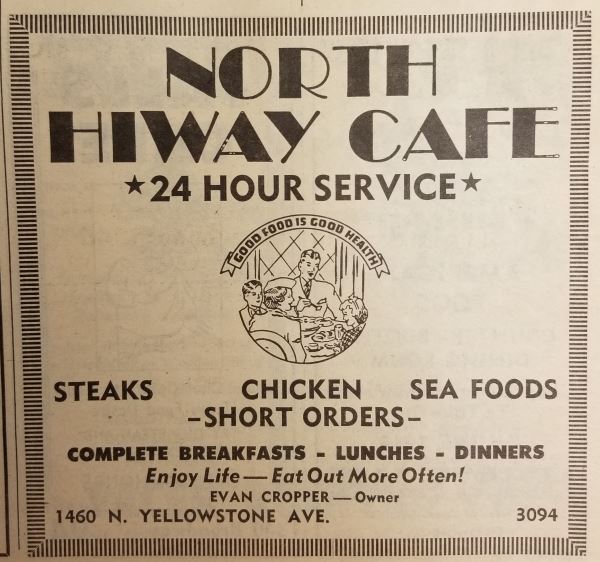 NORTH
HIWAY CAFE
★24 HOUR SERVICE★
GOOD FOOD IS GOOD HEALTH
STEAKS CHICKEN SEA FOODS
-SHORT ORDERS-
COMPLETE BREAKFASTS - LUNCHES - DINNERS
Enjoy Life — Eat Out More Often!
EVAN CROPPER — Owner
1460 N. YELLOWSTONE AVE. 3094